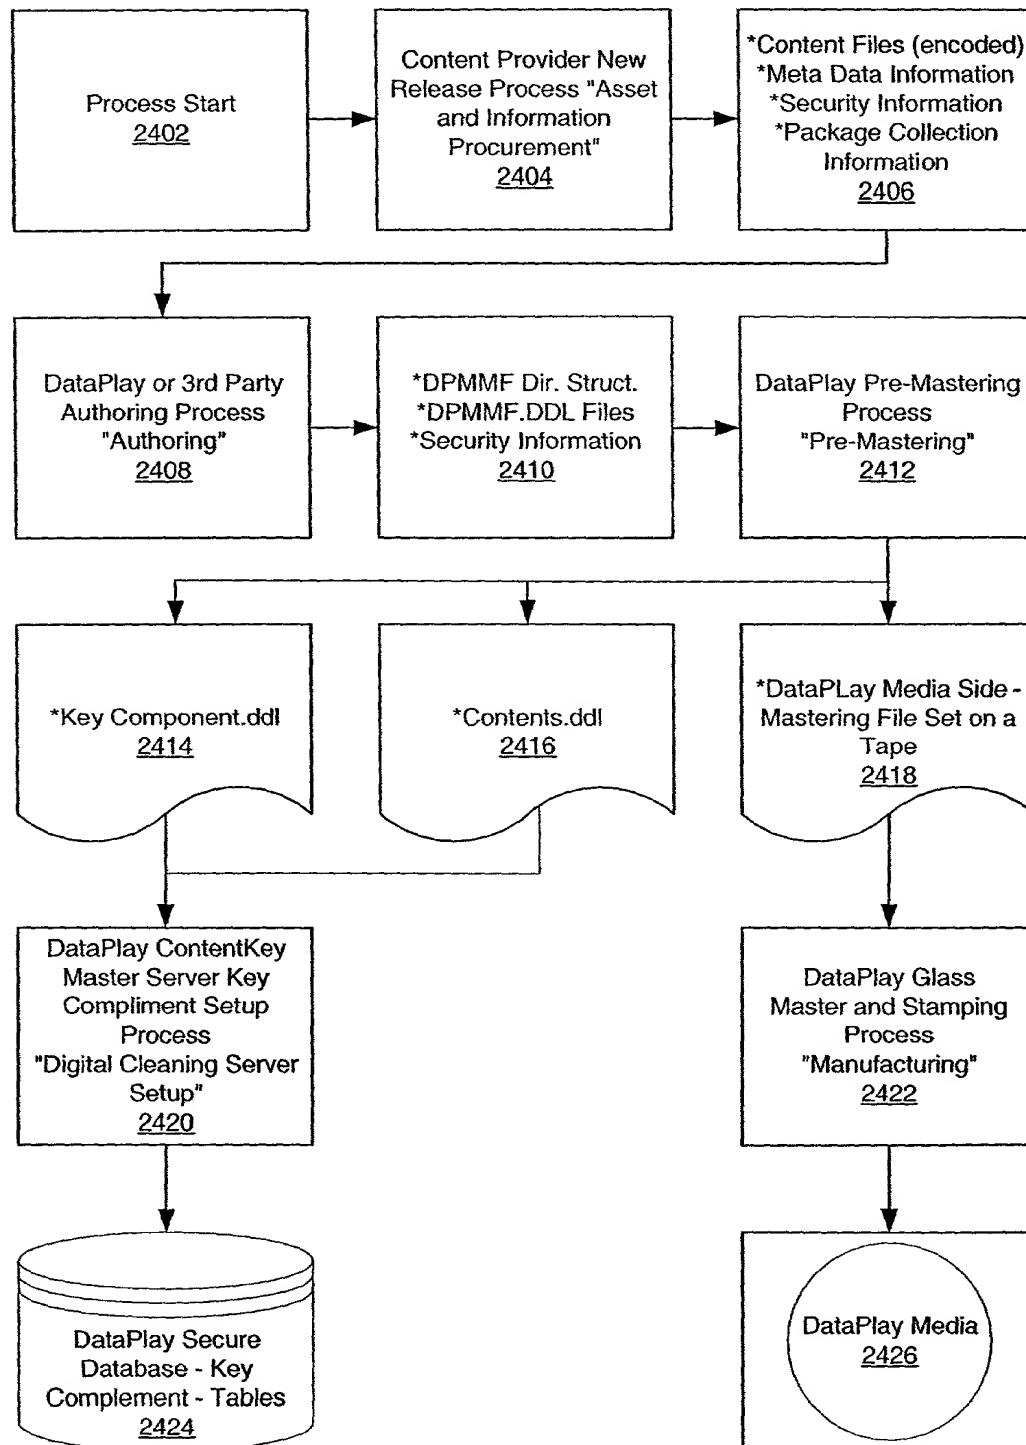 Process Start
2402
Content Provider New
Release Process "Asset
and Information
Procurement"
2404
*Content Files (encoded)
*Meta Data Information
*Security Information
*Package Collection
Information
2406
DataPlay or 3rd Party
Authoring Process
"Authoring"
2408
*DPMMF Dir. Struct.
*DPMMF.DDL Files
*Security Information
2410
DataPlay Pre-Mastering
Process
"Pre-Mastering"
2412
*Key Component.ddl
2414
*Contents.ddl
2416
*DataPLay Media Side -
Mastering File Set on a
Tape
2418
DataPlay ContentKey
Master Server Key
Compliment Setup
Process
"Digital Cleaning Server
Setup"
2420
DataPlay Glass
Master and Stamping
Process
"Manufacturing"
2422
DataPlay Secure
Database - Key
Complement - Tables
2424
DataPlay Media
2426